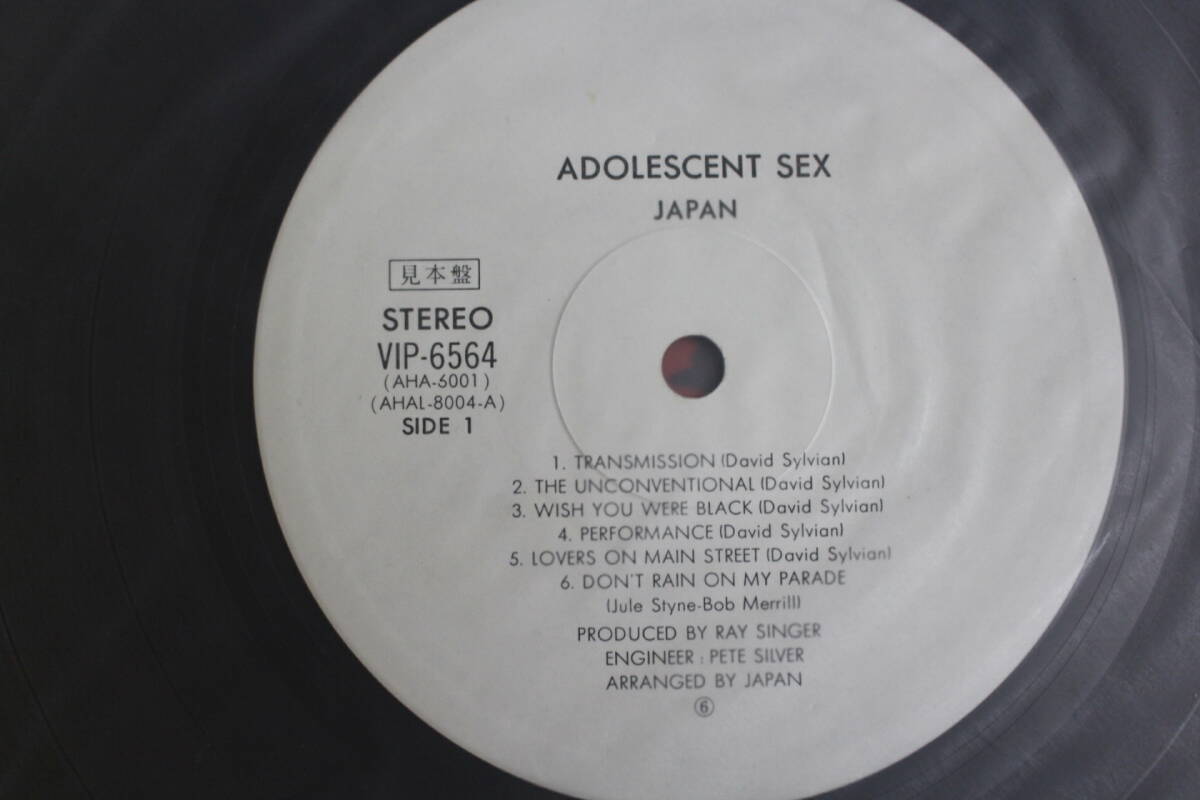 ADOLESCENT SEX
JAPAN
見本盤
STEREO
VIP-6564
(AHA-6001)
(AHAL-8004-A)
SIDE 1
1. TRANSMISSION (David Sylvian)
2. THE UNCONVENTIONAL (David Sylvian)
3. WISH YOU WERE BLACK (David Sylvian)
4. PERFORMANCE (David Sylvian)
5. LOVERS ON MAIN STREET (David Sylvian)
6. DON'T RAIN ON MY PARADE
(Jule Styne-Bob Merrill)
PRODUCED BY RAY SINGER
ENGINEER : PETE SILVER
ARRANGED BY JAPAN
⑥